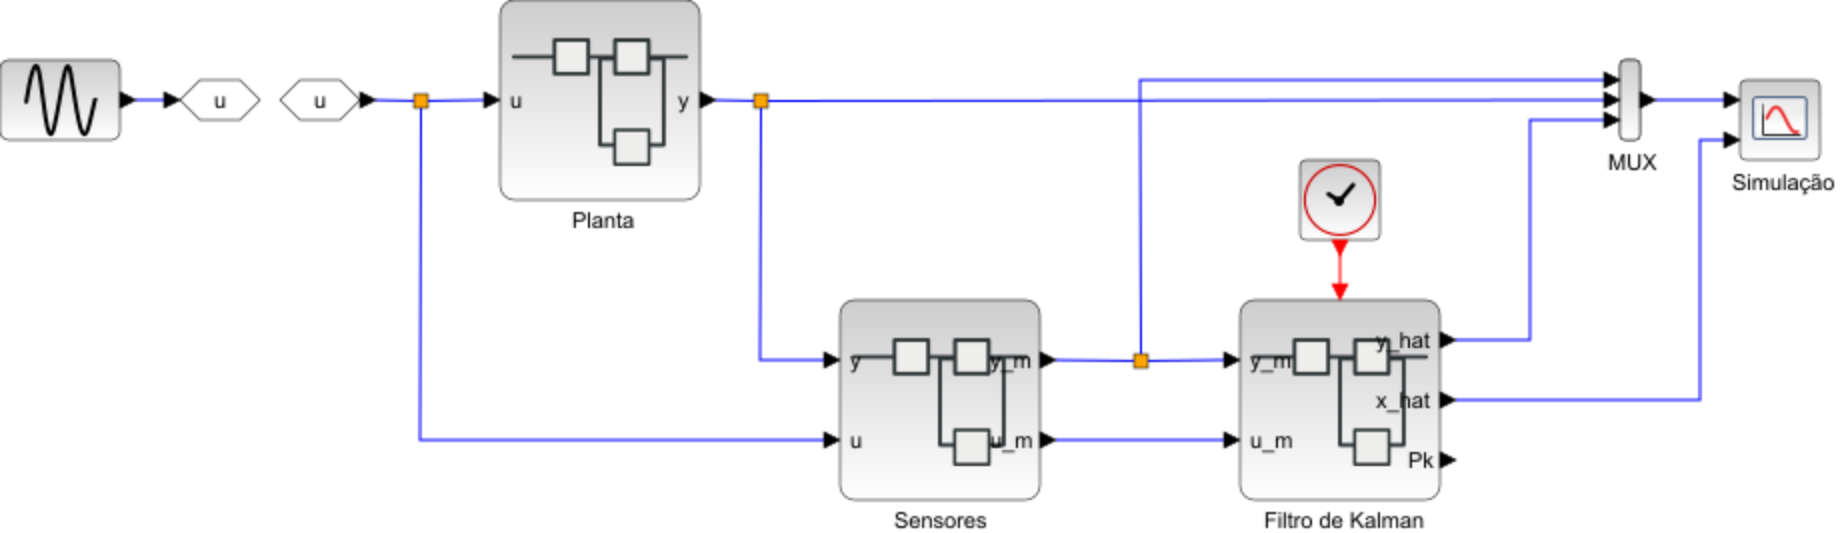 u
u
u
y
Planta
MUX
Simulação
y
y_m
u
u_m
Sensores
y_m
y_hat
x_hat
u_m
Pk
Filtro de Kalman